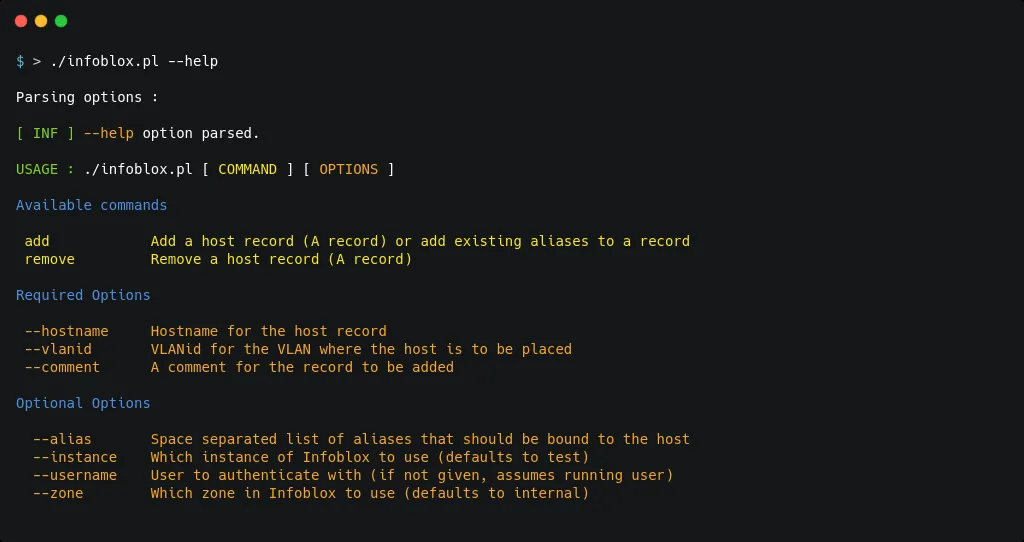 $ > ./infoblox.pl --help
Parsing options :
[ INF ] --help option parsed.
USAGE : ./infoblox.pl [ COMMAND ] [ OPTIONS ]
Available commands
add Add a host record (A record) or add existing aliases to a record
remove Remove a host record (A record)
Required Options
--hostname Hostname for the host record
--vlanid VLANid for the VLAN where the host is to be placed
--comment A comment for the record to be added
Optional Options
--alias Space separated list of aliases that should be bound to the host
--instance Which instance of Infoblox to use (defaults to test)
--username User to authenticate with (if not given, assumes running user)
--zone Which zone in Infoblox to use (defaults to internal)